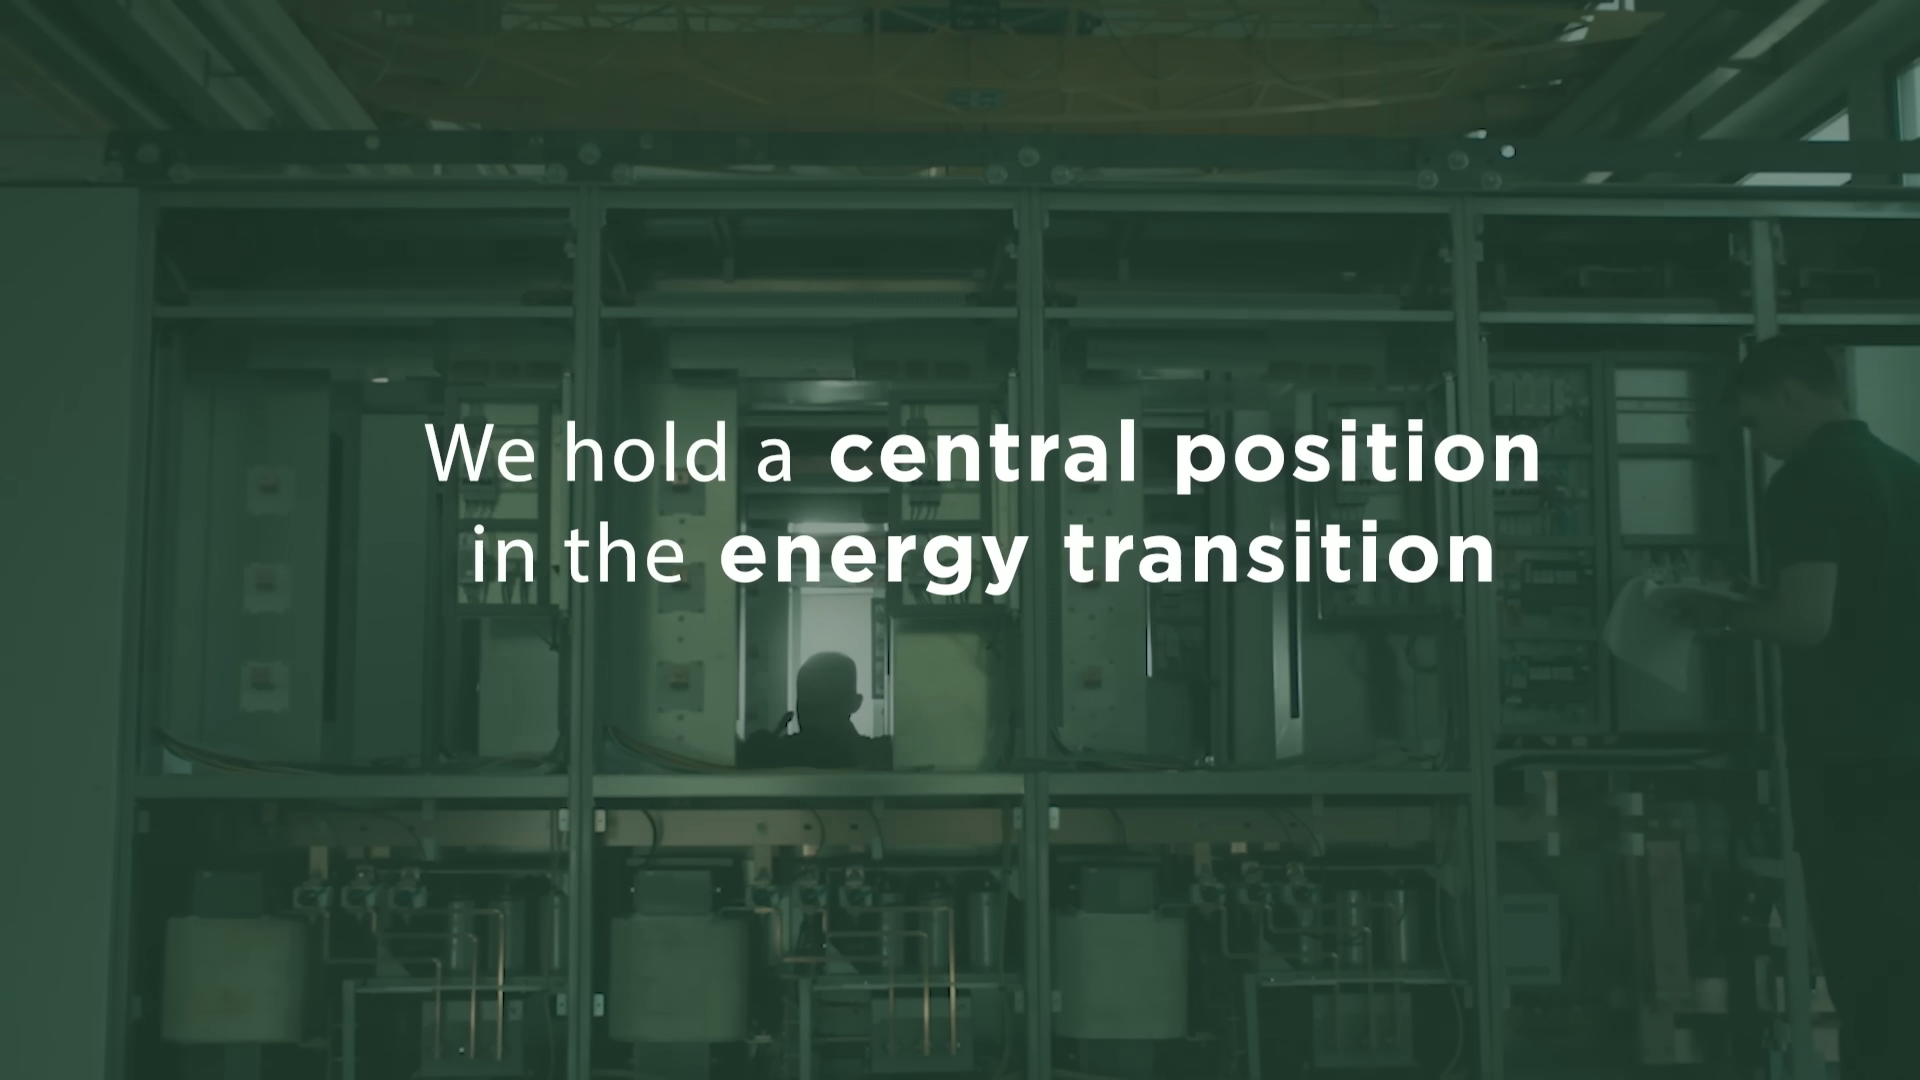 We hold a central position
in the energy transition